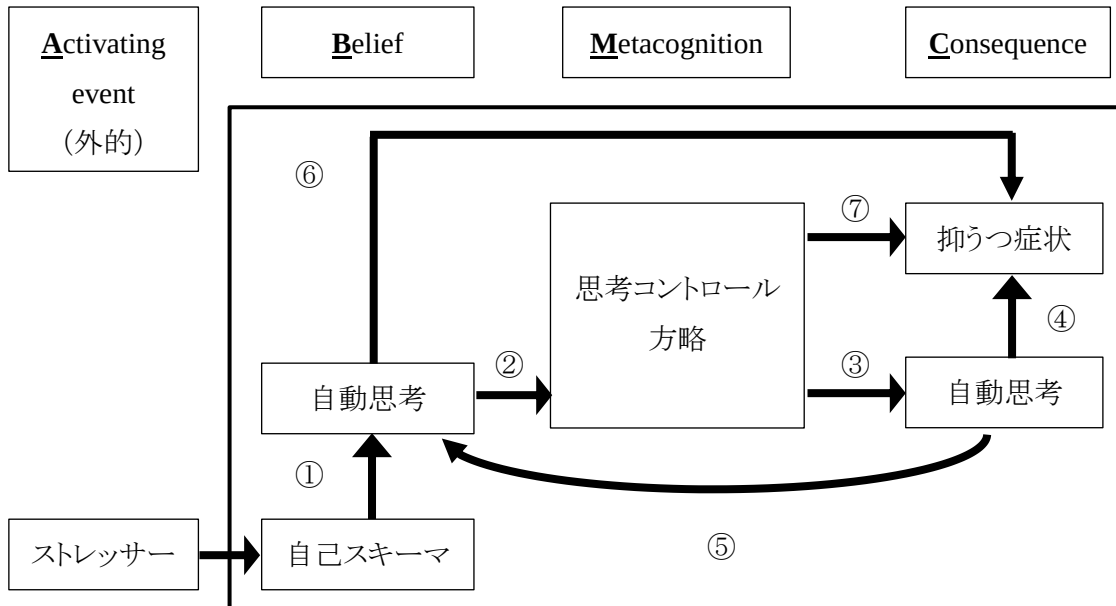 Activating
event
（外的）
Belief
Metacognition
Consequence
⑥
⑦
抑うつ症状
思考コントロール
方略
④
②
③
自動思考
自動思考
①
⑤
ストレッサー
自己スキーマ